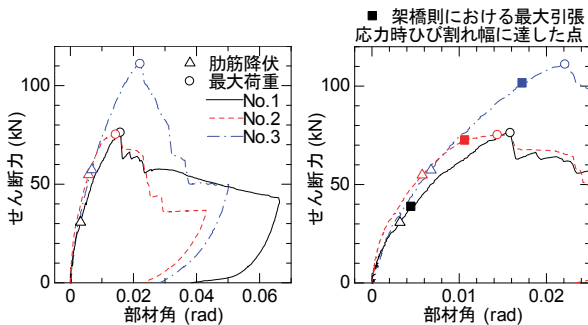 ■ 架橋則における最大引張
応力時ひび割れ幅に達した点
せん断力 (kN)
100
50
0
0
0.02
0.04
0.06
部材角 (rad)
△ 肋筋降伏
○ 最大荷重
No.1
No.2
No.3
せん断力 (kN)
100
50
0
0
0.01
0.02
部材角 (rad)